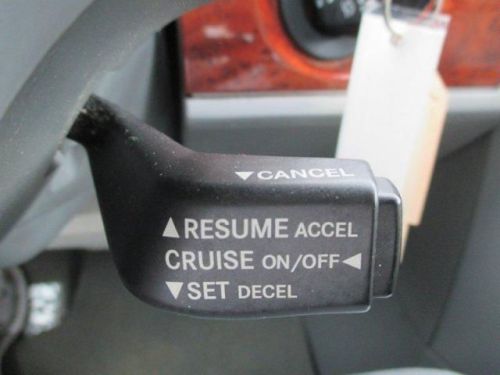 ▼CANCEL
▲RESUME ACCEL
CRUISE ON/OFF◄
▼SET DECEL